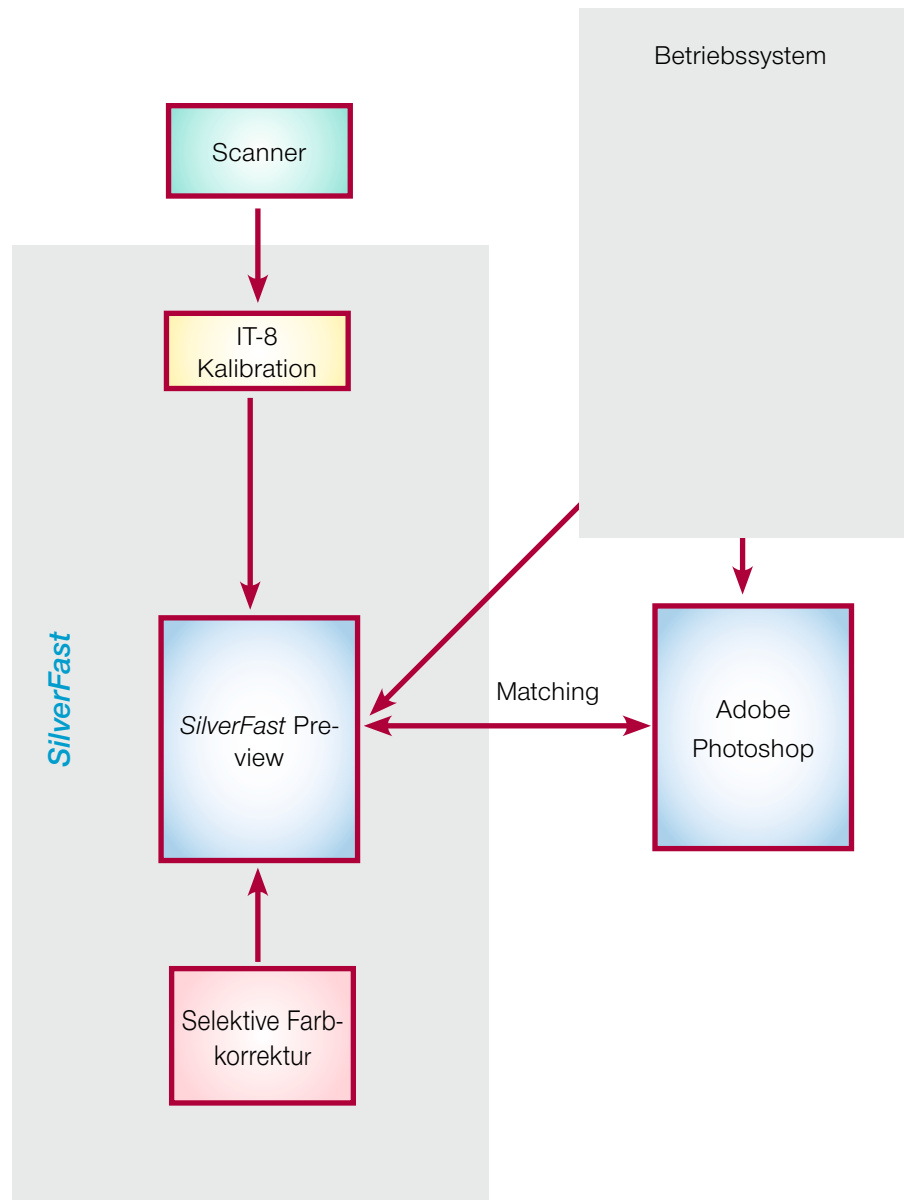 Betriebssystem
Scanner
IT-8
Kalibration
SilverFast
SilverFast Pre-
view
Matching
Adobe
Photoshop
Selektive Farb-
korrektur